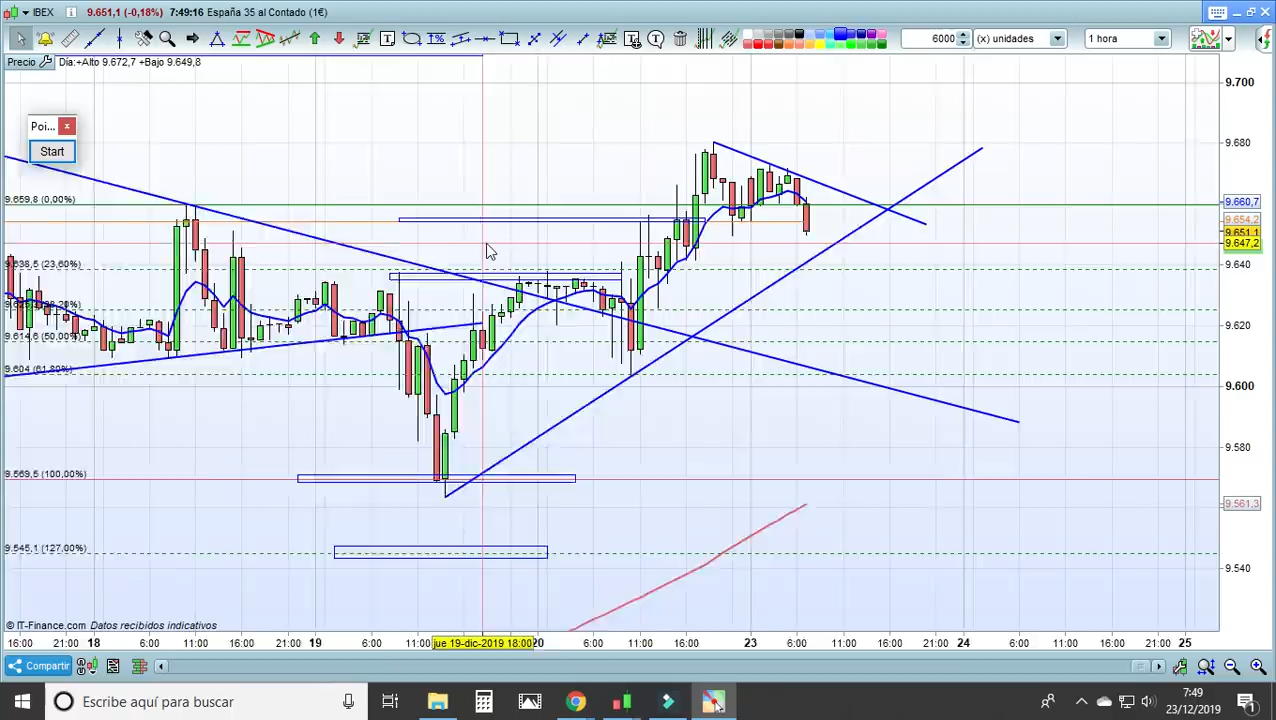 IBEX 9.651,1 (-0,18%) 7:49:16 España 35 al Contado (1€)
6000 (x) unidades 1 hora
Precio Día:+Alto 9.672,7 +Bajo 9.649,8
Poi... x
Start
9.700
9.680
9.659,8 (0,00%)
9.660,7
9.654,2
9.651,1
9.647,2
9.638,5 (23,60%)
9.640
9.614,6 (50,00%)
9.620
9.604 (61,80%)
9.600
9.580
9.569,5 (100,00%)
9.561,3
9.545,1 (127,00%)
9.540
© IT-Finance.com Datos recibidos indicativos
16:00 21:00 18 6:00 11:00 16:00 21:00 19 6:00 11:00 jue 19-dic-2019 18:00 20 6:00 11:00 16:00 23 6:00 11:00 16:00 21:00 24 6:00 11:00 16:00 21:00 25
Compartir
Escribe aquí para buscar
7:49
23/12/2019
1